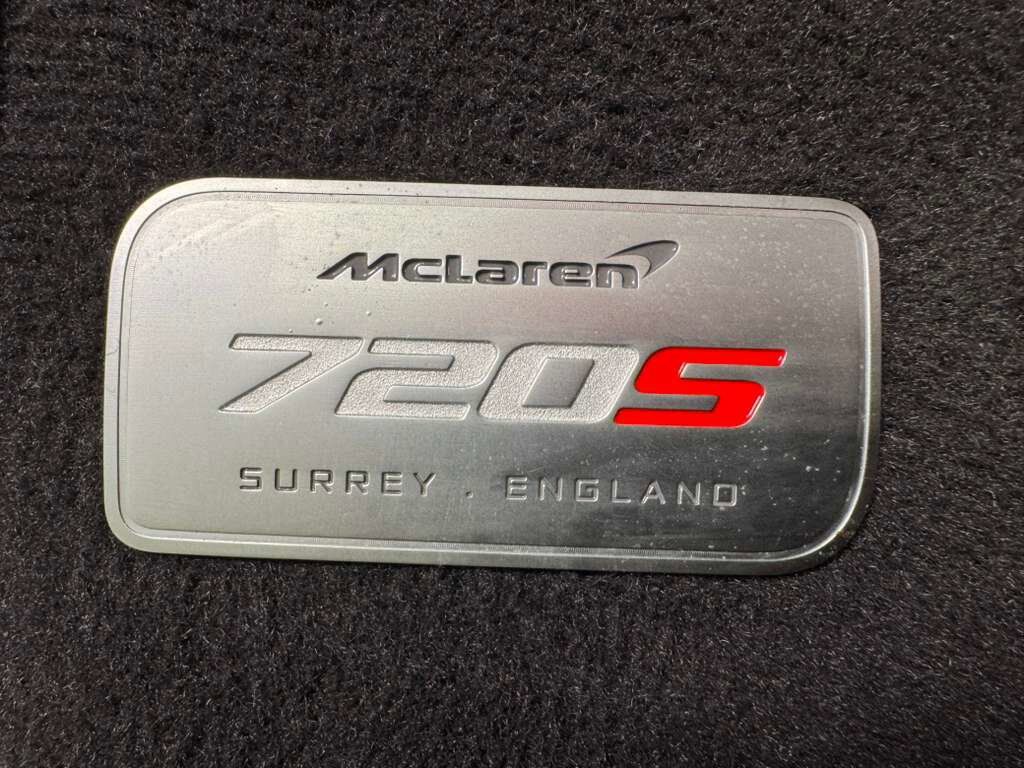 McLaren
720S
SURREY . ENGLAND